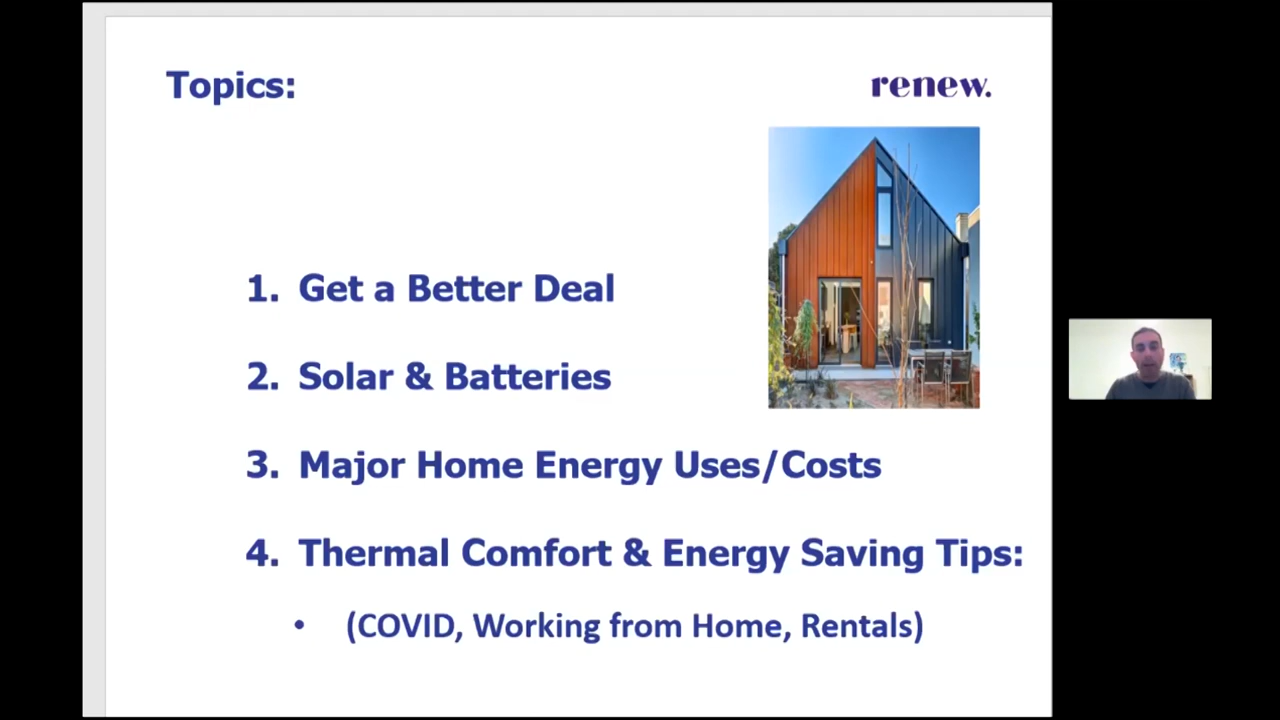 Topics:
renew.
1. Get a Better Deal
2. Solar & Batteries
3. Major Home Energy Uses/Costs
4. Thermal Comfort & Energy Saving Tips:
• (COVID, Working from Home, Rentals)